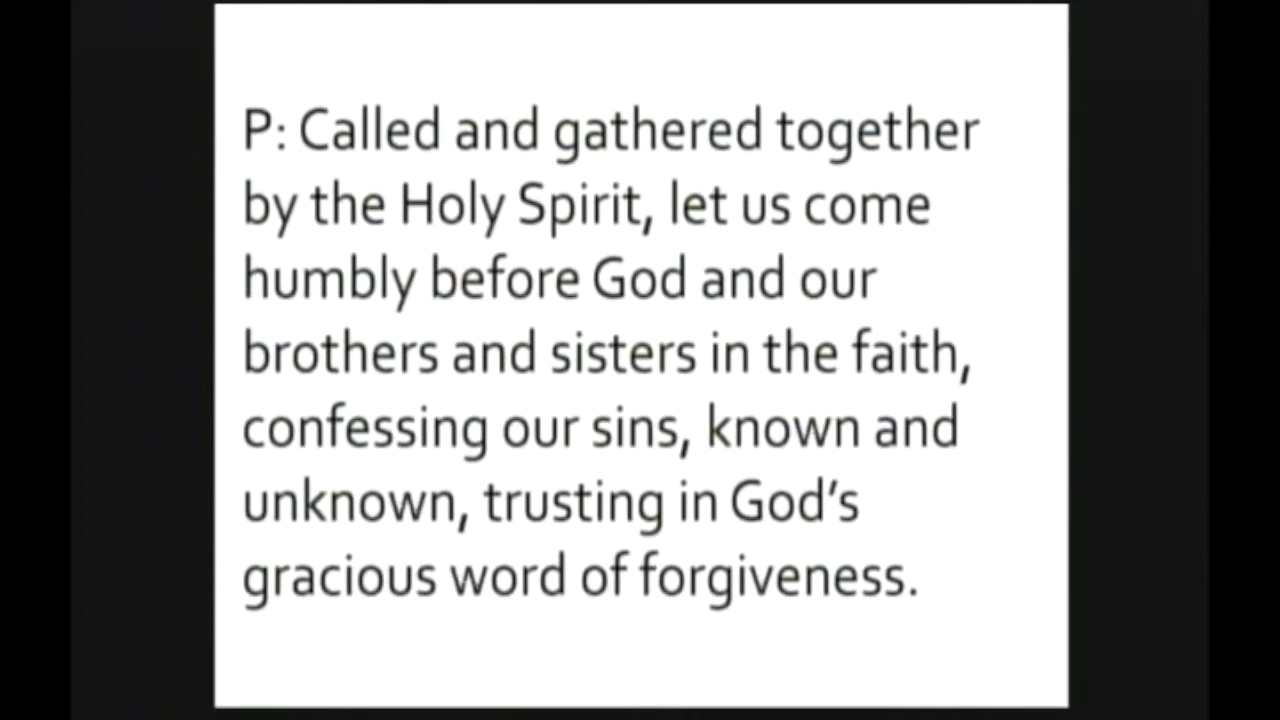 P: Called and gathered together
by the Holy Spirit, let us come
humbly before God and our
brothers and sisters in the faith,
confessing our sins, known and
unknown, trusting in God’s
gracious word of forgiveness.